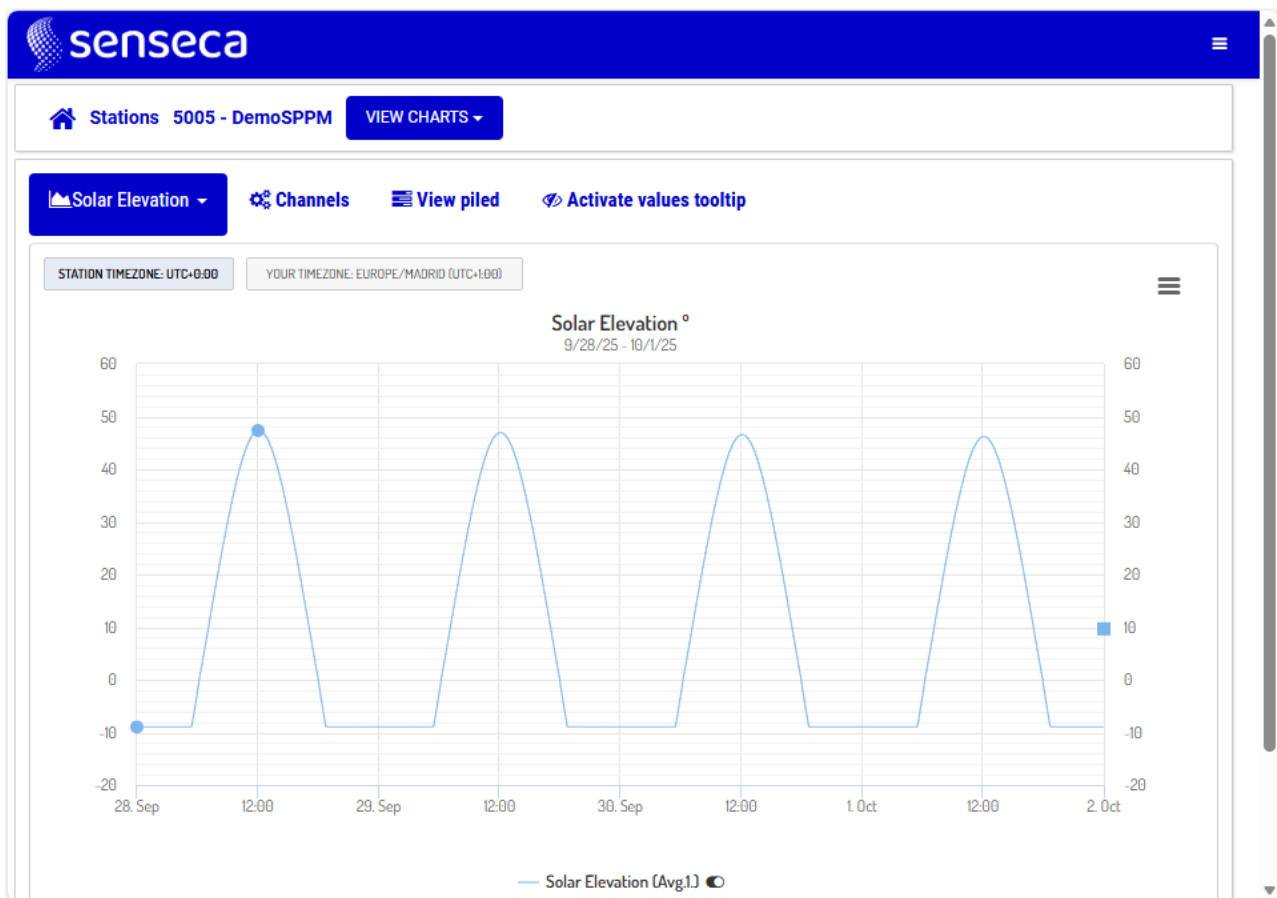 senseca
Stations 5005 - DemoSPPM VIEW CHARTS
Solar Elevation Channels View piled Activate values tooltip
STATION TIMEZONE: UTC+0:00 YOUR TIMEZONE: EUROPE/MADRID (UTC+1:00)
Solar Elevation º
9/28/25 - 10/1/25
60 60
50 50
40 40
30 30
20 20
10 10
0 0
-10 -10
-20 -20
28. Sep 12:00 29. Sep 12:00 30. Sep 12:00 1. Oct 12:00 2. Oct
Solar Elevation (Avg.1.)